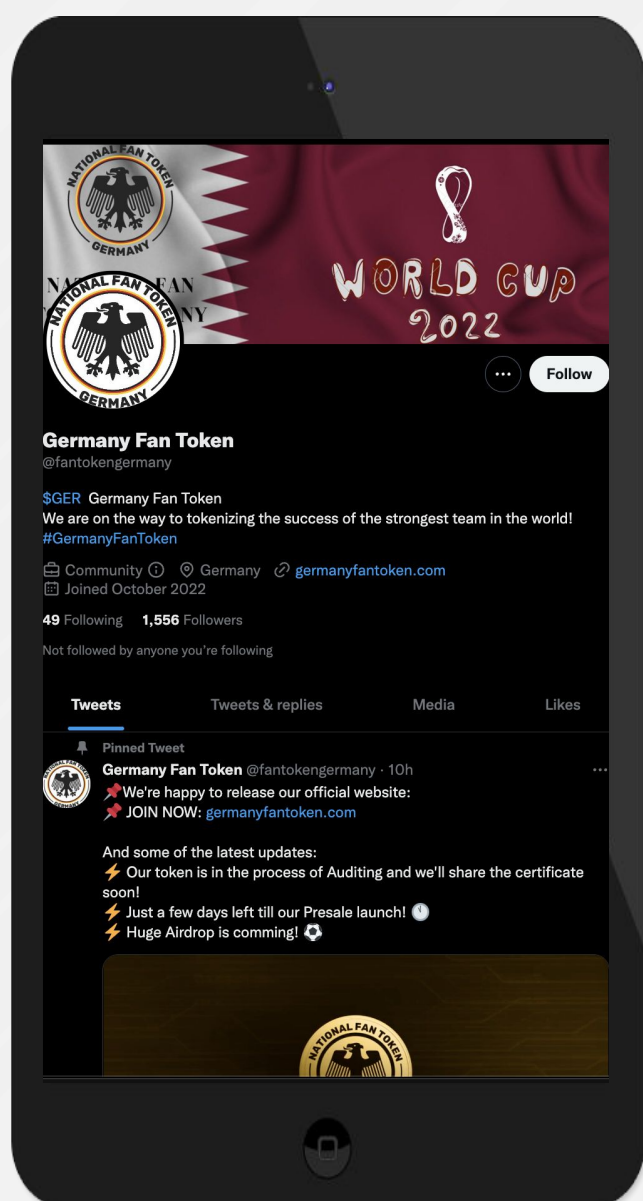 NATIONAL FAN TOKEN
GERMANY
WORLD CUP
2022
NATIONAL FAN TOKEN
GERMANY
Follow
Germany Fan Token
@fantokengermany
$GER Germany Fan Token
We are on the way to tokenizing the success of the strongest team in the world!
#GermanyFanToken
Community Germany germanyfantoken.com
Joined October 2022
49 Following 1,556 Followers
Not followed by anyone you're following
Tweets Tweets & replies Media Likes
Pinned Tweet
Germany Fan Token @fantokengermany · 10h
📌We're happy to release our official website:
📌 JOIN NOW: germanyfantoken.com
And some of the latest updates:
⚡ Our token is in the process of Auditing and we'll share the certificate
soon!
⚡ Just a few days left till our Presale launch! 🕚
⚡ Huge Airdrop is comming! ⚽
NATIONAL FAN TOKEN